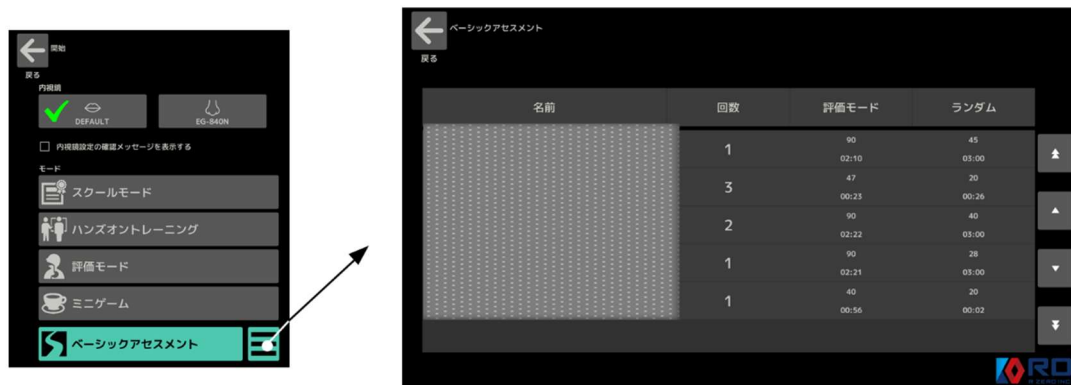 開始
戻る
内視鏡
DEFAULT
EG-840N
内視鏡設定の確認メッセージを表示する
モード
スクールモード
ハンズオントレーニング
評価モード
ミニゲーム
ベーシックアセスメント
ベーシックアセスメント
戻る
名前 回数 評価モード ランダム
1 90 45
02:10 03:00
3 47 20
00:23 00:26
2 90 40
02:22 03:00
1 90 28
02:21 03:00
1 40 20
00:56 00:02